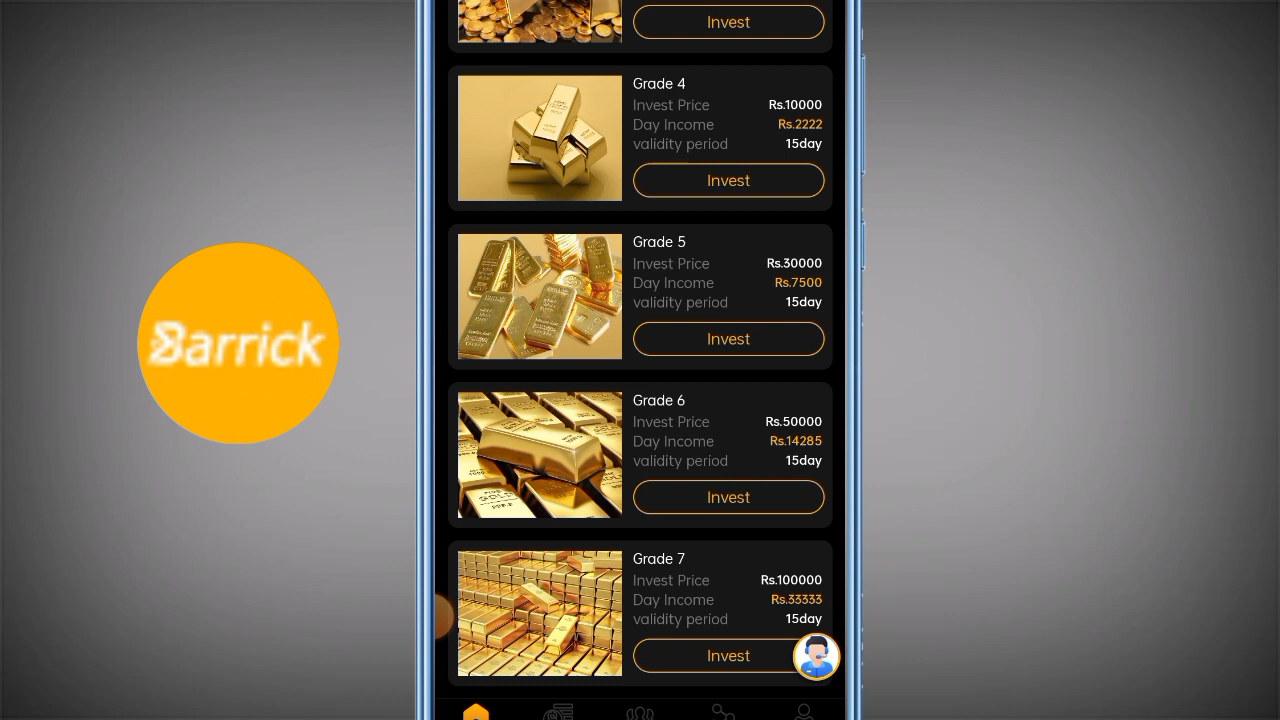 Invest
Grade 4
Invest Price Rs.10000
Day Income Rs.2222
validity period 15day
Invest
Grade 5
Invest Price Rs.30000
Day Income Rs.7500
validity period 15day
Invest
Barrick
Grade 6
Invest Price Rs.50000
Day Income Rs.14285
validity period 15day
Invest
Grade 7
Invest Price Rs.100000
Day Income Rs.33333
validity period 15day
Invest